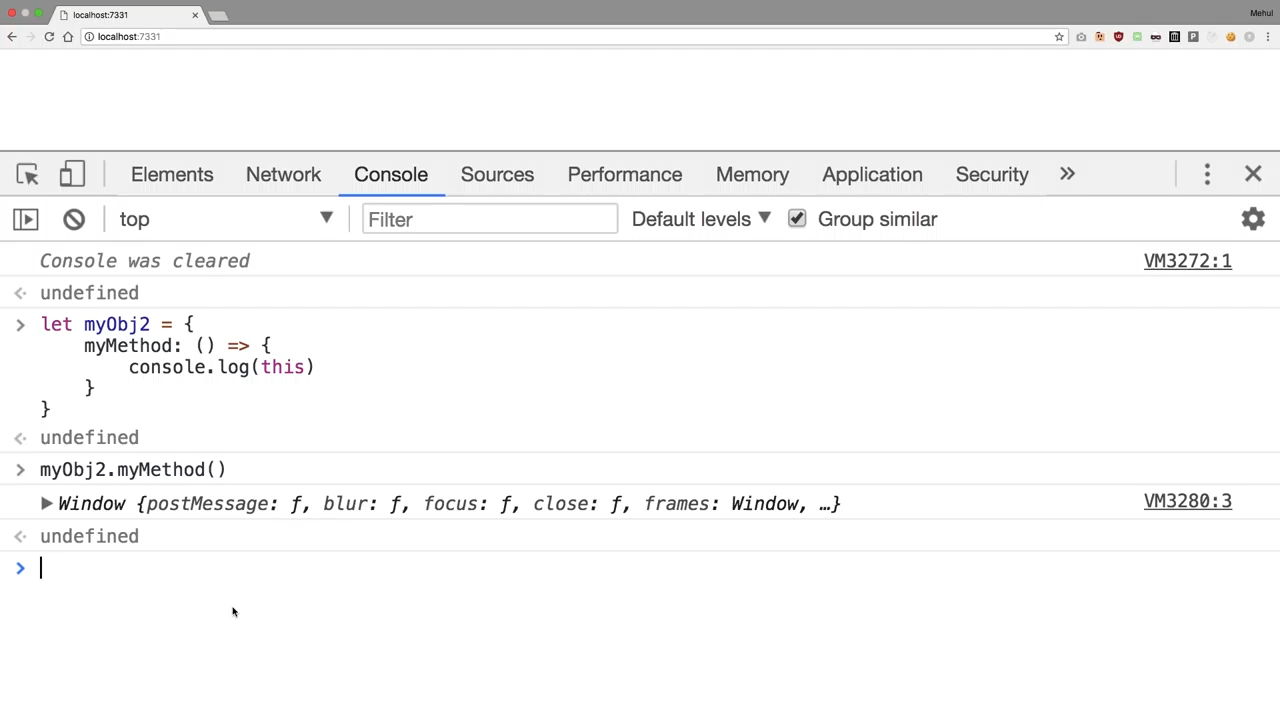 localhost:7331
Mehul
localhost:7331
Elements Network Console Sources Performance Memory Application Security »
top Filter Default levels Group similar
Console was cleared VM3272:1
undefined
let myObj2 = {
myMethod: () => {
console.log(this)
}
}
undefined
myObj2.myMethod()
Window {postMessage: ƒ, blur: ƒ, focus: ƒ, close: ƒ, frames: Window, …} VM3280:3
undefined